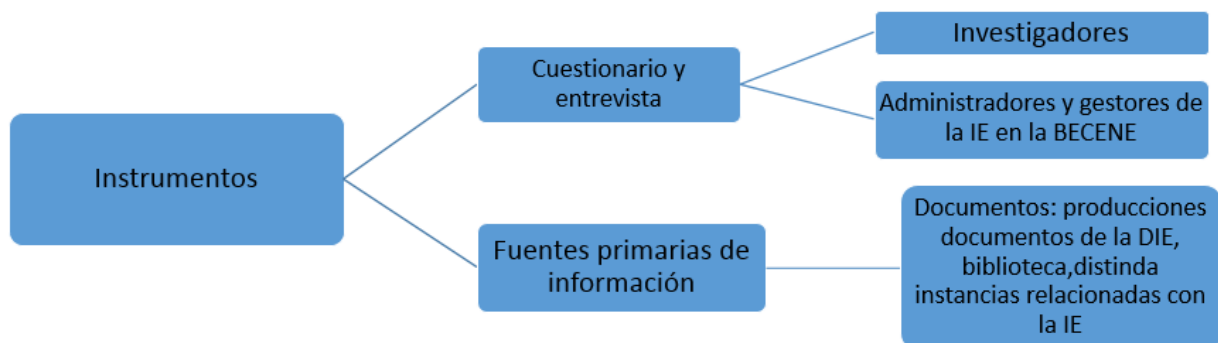 Instrumentos
Cuestionario y
entrevista
Investigadores
Administradores y gestores de
la IE en la BECENE
Fuentes primarias de
información
Documentos: producciones
documentos de la DIE,
biblioteca,distinda
instancias relacionadas con
la IE